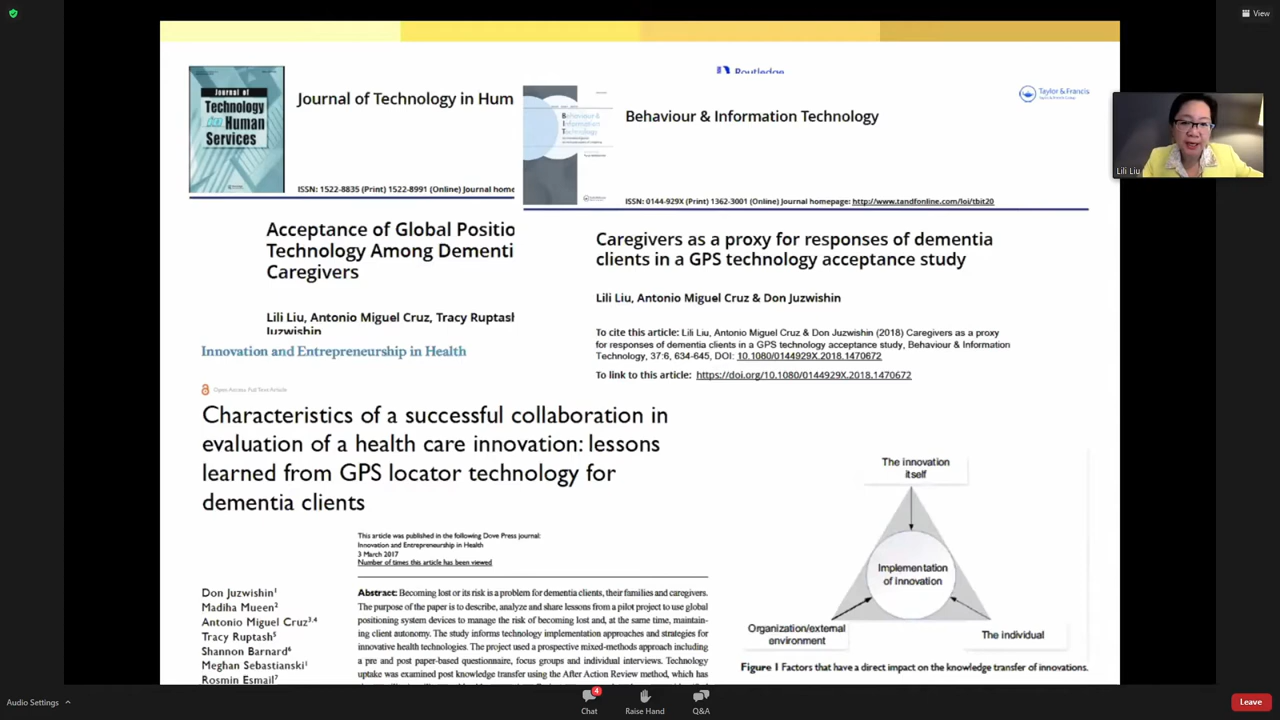 View
Journal of
Technology
in
Human
Services
Journal of Technology in Hum
ISSN: 1522-8835 (Print) 1522-8991 (Online) Journal home
Acceptance of Global Positio
Technology Among Dementi
Caregivers
Lili Liu, Antonio Miguel Cruz, Tracy Ruptash
Juzwishin
Routledge
Behaviour &
Information
Technology
Behaviour & Information Technology
Taylor & Francis
ISSN: 0144-929X (Print) 1362-3001 (Online) Journal homepage: http://www.tandfonline.com/loi/tbit20
Caregivers as a proxy for responses of dementia
clients in a GPS technology acceptance study
Lili Liu, Antonio Miguel Cruz & Don Juzwishin
To cite this article: Lili Liu, Antonio Miguel Cruz & Don Juzwishin (2018) Caregivers as a proxy
for responses of dementia clients in a GPS technology acceptance study, Behaviour & Information
Technology, 37:6, 634-645, DOI: 10.1080/0144929X.2018.1470672
To link to this article: https://doi.org/10.1080/0144929X.2018.1470672
Lili Liu
Innovation and Entrepreneurship in Health
Open Access Full Text Article
Characteristics of a successful collaboration in
evaluation of a health care innovation: lessons
learned from GPS locator technology for
dementia clients
This article was published in the following Dove Press journal:
Innovation and Entrepreneurship in Health
3 March 2017
Number of times this article has been viewed
Don Juzwishin1
Madiha Mueen2
Antonio Miguel Cruz3,4
Tracy Ruptash5
Shannon Barnard6
Meghan Sebastianski1
Rosmin Esmail7
Abstract: Becoming lost or its risk is a problem for dementia clients, their families and caregivers.
The purpose of the paper is to describe, analyze and share lessons from a pilot project to use global
positioning system devices to manage the risk of becoming lost and, at the same time, maintain-
ing client autonomy. The study informs technology implementation approaches and strategies for
innovative health technologies. The project used a prospective mixed-methods approach including
a pre and post paper-based questionnaire, focus groups and individual interviews. Technology
uptake was examined post knowledge transfer using the After Action Review method, which has
The innovation
itself
Implementation
of innovation
Organization/external
environment
The individual
Figure 1 Factors that have a direct impact on the knowledge transfer of innovations.
Audio Settings
4
Chat
Raise Hand
Q&A
Leave